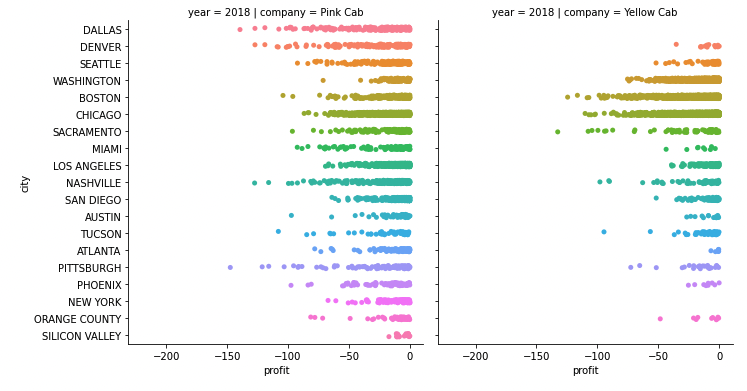 year = 2018 | company = Pink Cab
year = 2018 | company = Yellow Cab
DALLAS
DENVER
SEATTLE
WASHINGTON
BOSTON
CHICAGO
SACRAMENTO
MIAMI
LOS ANGELES
NASHVILLE
SAN DIEGO
AUSTIN
TUCSON
ATLANTA
PITTSBURGH
PHOENIX
NEW YORK
ORANGE COUNTY
SILICON VALLEY
city
−200 −150 −100 −50 0
profit
−200 −150 −100 −50 0
profit